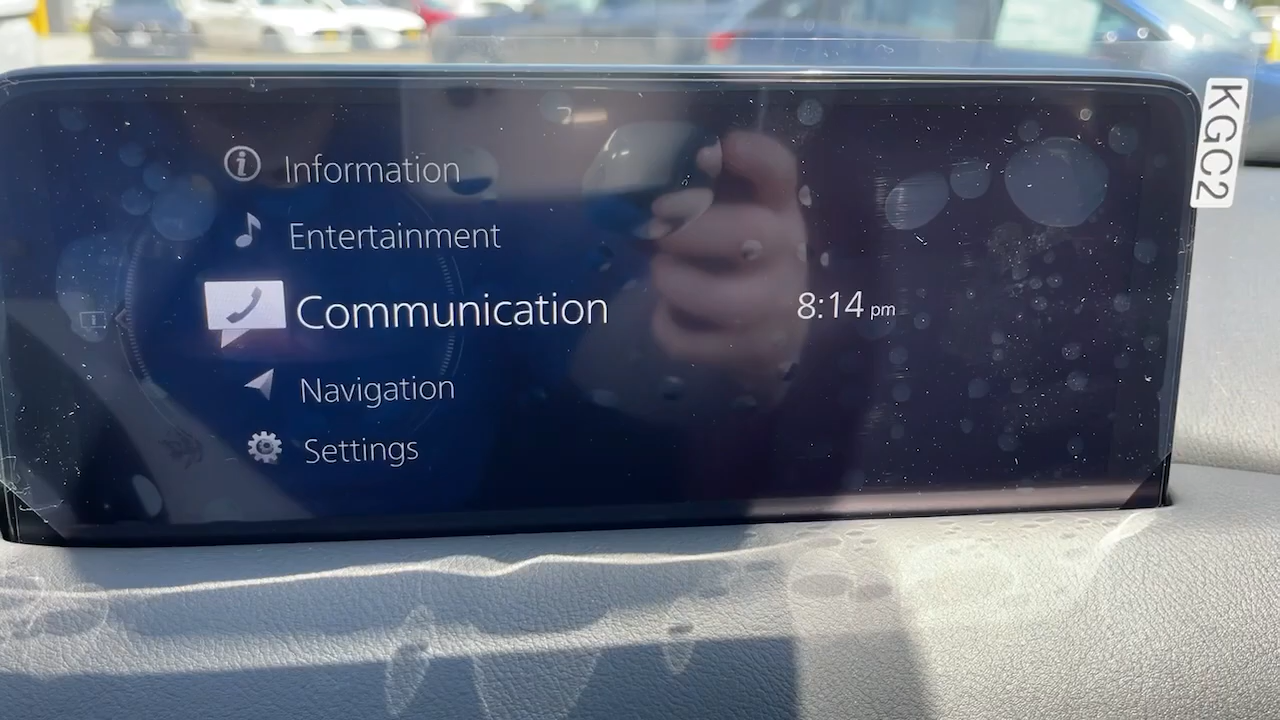 Information
Entertainment
Communication
8:14 pm
Navigation
Settings
KGC2